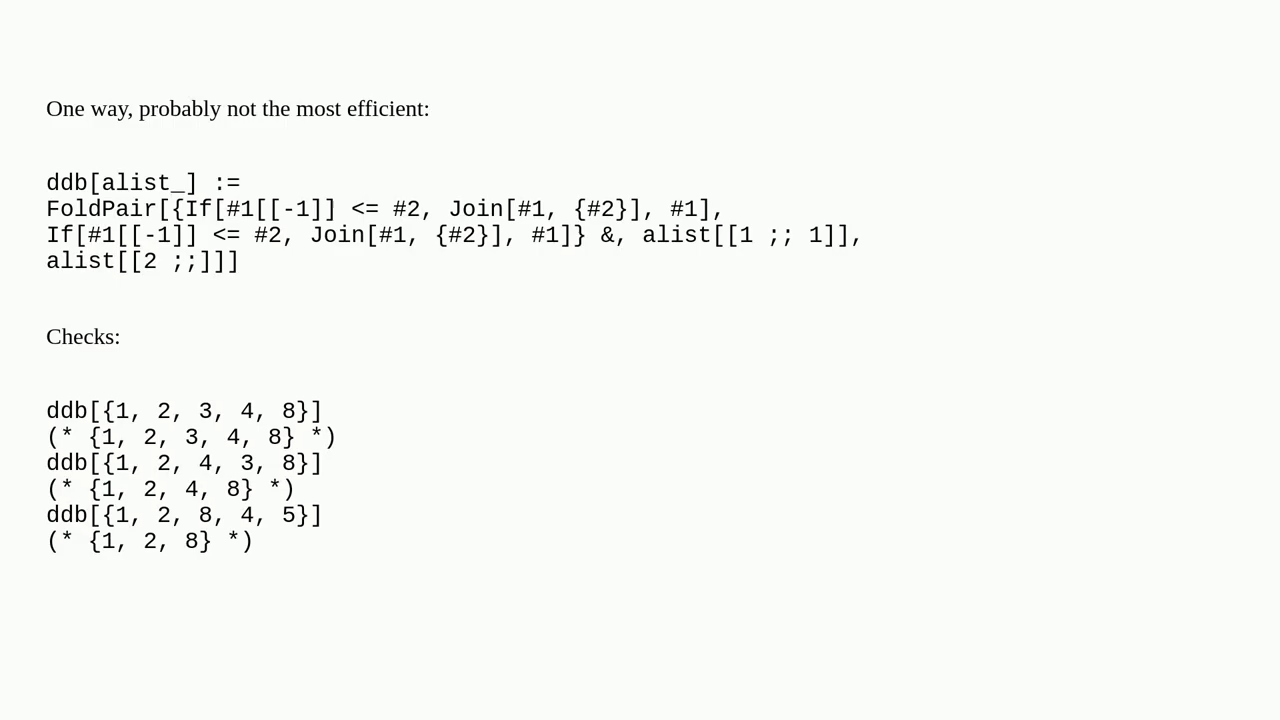 One way, probably not the most efficient:
ddb[alist_] :=
FoldPair[{If[#1[[-1]] <= #2, Join[#1, {#2}], #1],
If[#1[[-1]] <= #2, Join[#1, {#2}], #1]} &, alist[[1 ;; 1]],
alist[[2 ;;]]]
Checks:
ddb[{1, 2, 3, 4, 8}]
(* {1, 2, 3, 4, 8} *)
ddb[{1, 2, 4, 3, 8}]
(* {1, 2, 4, 8} *)
ddb[{1, 2, 8, 4, 5}]
(* {1, 2, 8} *)